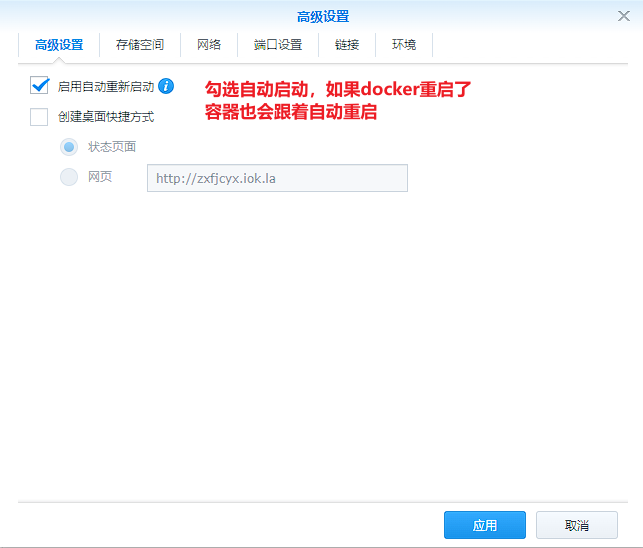 高级设置
高级设置 存储空间 网络 端口设置 链接 环境
启用自动重新启动
勾选自动启动，如果docker重启了
容器也会跟着自动重启
创建桌面快捷方式
状态页面
网页 http://zxfjcyx.iok.la
应用 取消